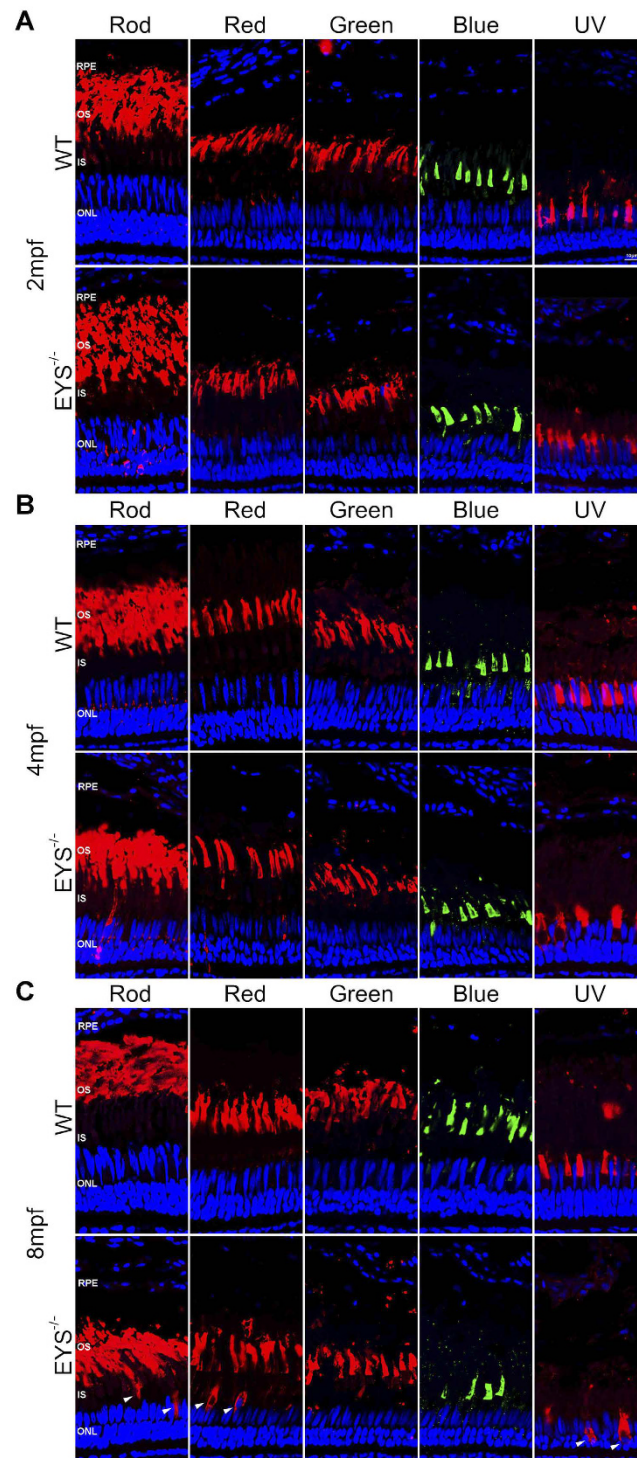 A
Rod Red Green Blue UV
2mpf
WT
RPE
OS
IS
ONL
10μm
EYS-/-
RPE
OS
IS
ONL
B
Rod Red Green Blue UV
4mpf
WT
RPE
OS
IS
ONL
EYS-/-
RPE
OS
IS
ONL
C
Rod Red Green Blue UV
8mpf
WT
RPE
OS
IS
ONL
EYS-/-
RPE
OS
IS
ONL